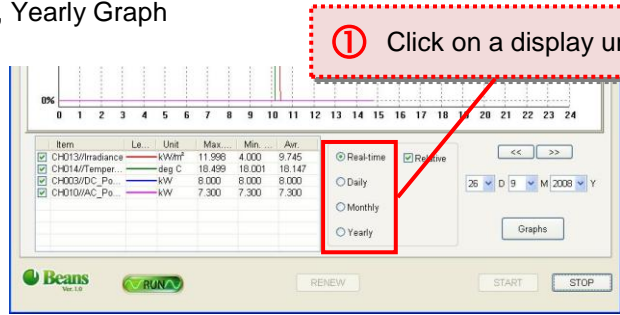 , Yearly Graph
① Click on a display
0%
0 1 2 3 4 5 6 7 8 9 10 11 12 13 14 15 16 17 18 19 20 21 22 23 24
Item Le... Unit Max.... Min. ... Avr.
CH013//Irradiance kW/m² 11.998 4.000 9.745
CH014//Temper... deg C 18.499 18.001 18.147
CH003//DC_Po... kW 8.000 8.000 8.000
CH010//AC_Po... kW 7.300 7.300 7.300
Real-time
Daily
Monthly
Yearly
Relative
<< >>
26 D 9 M 2008 Y
Graphs
Beans
Ver. 1.0
RUN
RENEW
START
STOP